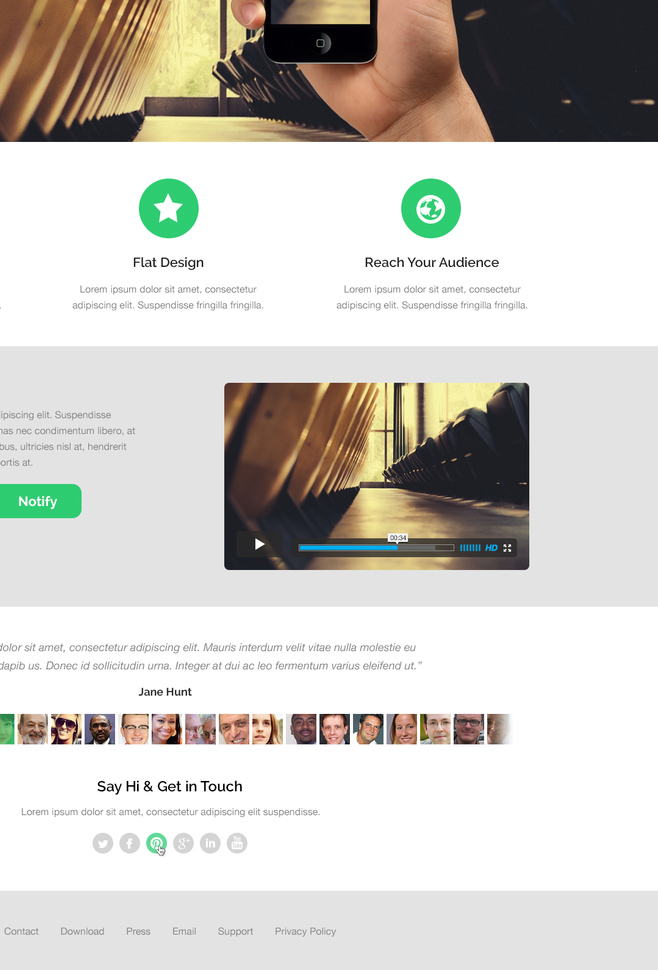 Flat Design
Lorem ipsum dolor sit amet, consectetur
adipiscing elit. Suspendisse fringilla fringilla.
Reach Your Audience
Lorem ipsum dolor sit amet, consectetur
adipiscing elit. Suspendisse fringilla fringilla.
ipiscing elit. Suspendisse
nas nec condimentum libero, at
bus, ultricies nisl at, hendrerit
ortis at.
Notify
00:34
HD
dolor sit amet, consectetur adipiscing elit. Mauris interdum velit vitae nulla molestie eu
dapib us. Donec id sollicitudin urna. Integer at dui ac leo fermentum varius eleifend ut.”
Jane Hunt
Say Hi & Get in Touch
Lorem ipsum dolor sit amet, consectetur adipiscing elit suspendisse.
You Tube
Contact Download Press Email Support Privacy Policy